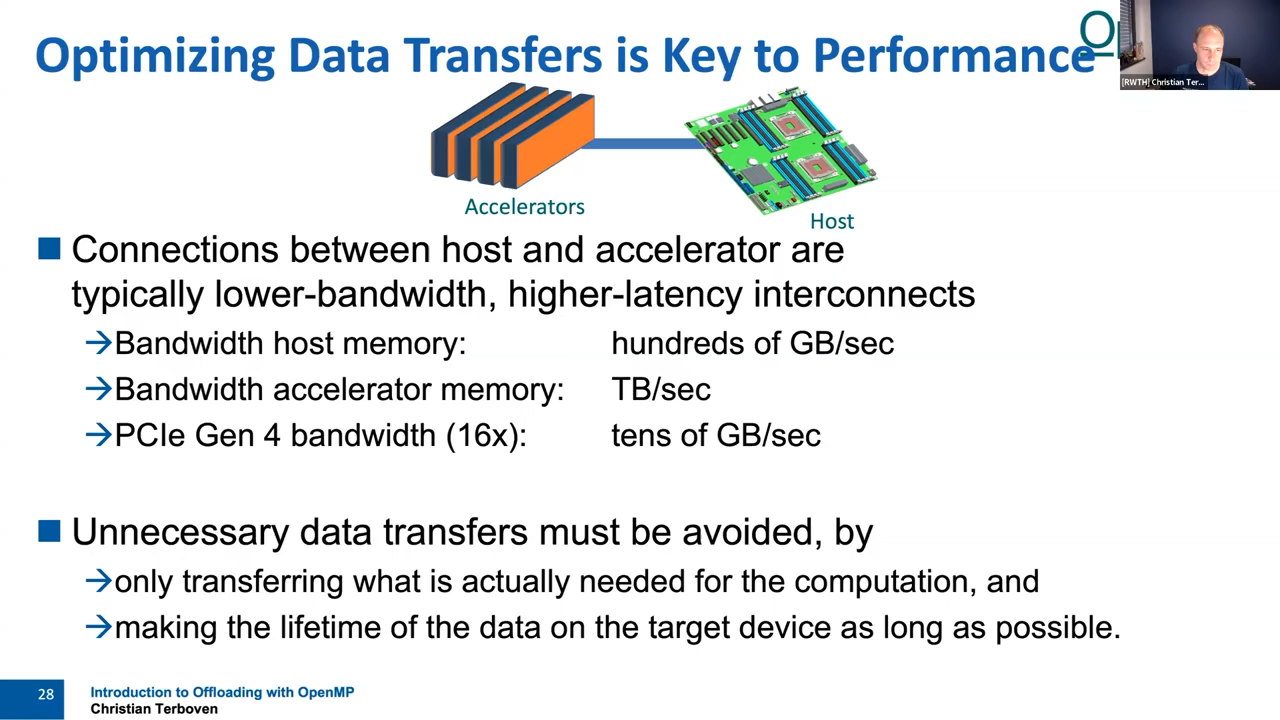 Optimizing Data Transfers is Key to Performance
[RWTH] Christian Ter...
Accelerators
Host
■ Connections between host and accelerator are
typically lower-bandwidth, higher-latency interconnects
→Bandwidth host memory: hundreds of GB/sec
→Bandwidth accelerator memory: TB/sec
→PCIe Gen 4 bandwidth (16x): tens of GB/sec
■ Unnecessary data transfers must be avoided, by
→only transferring what is actually needed for the computation, and
→making the lifetime of the data on the target device as long as possible.
28
Introduction to Offloading with OpenMP
Christian Terboven